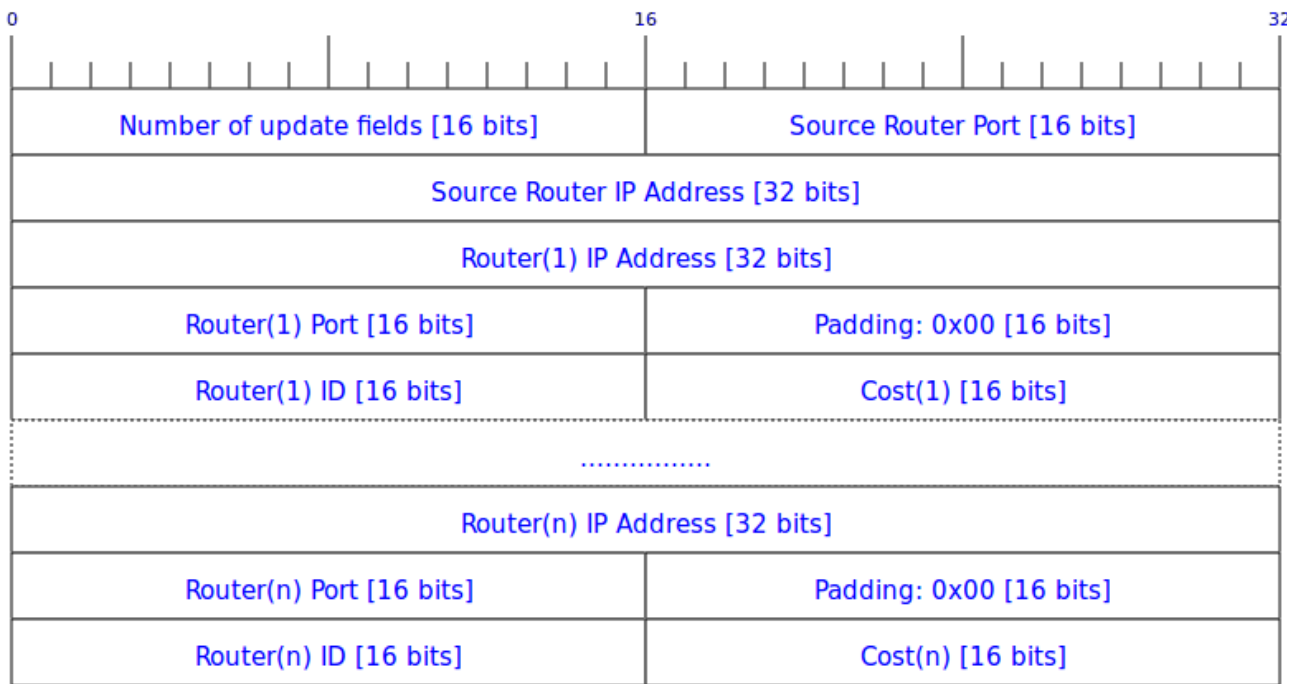 0 16 32
Number of update fields [16 bits] Source Router Port [16 bits]
Source Router IP Address [32 bits]
Router(1) IP Address [32 bits]
Router(1) Port [16 bits] Padding: 0x00 [16 bits]
Router(1) ID [16 bits] Cost(1) [16 bits]
................
Router(n) IP Address [32 bits]
Router(n) Port [16 bits] Padding: 0x00 [16 bits]
Router(n) ID [16 bits] Cost(n) [16 bits]